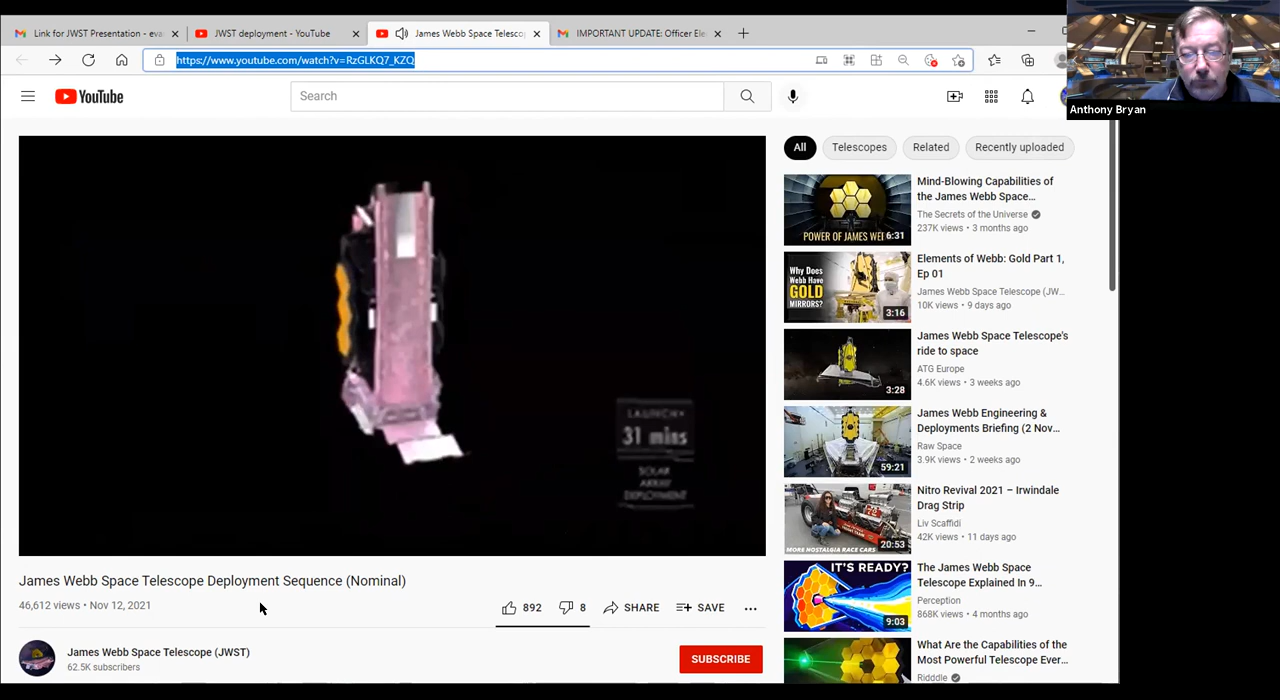 Link for JWST Presentation - eva
JWST deployment - YouTube
James Webb Space Telesco
IMPORTANT UPDATE: Officer Ele
https://www.youtube.com/watch?v=RzGLKQ7_KZQ
Anthony Bryan
YouTube
Search
All
Telescopes
Related
Recently uploaded
LAUNCH+
31 mins
SOLAR
ARRAY
DEPLOYMENT
James Webb Space Telescope Deployment Sequence (Nominal)
46,612 views • Nov 12, 2021
892
8
SHARE
SAVE
James Webb Space Telescope (JWST)
62.5K subscribers
SUBSCRIBE
POWER OF JAMES WE
6:31
Mind-Blowing Capabilities of
the James Webb Space…
The Secrets of the Universe
237K views • 3 months ago
Why Does
Webb Have
GOLD
MIRRORS?
3:16
Elements of Webb: Gold Part 1,
Ep 01
James Webb Space Telescope (JW…
10K views • 9 days ago
3:28
James Webb Space Telescope's
ride to space
ATG Europe
4.6K views • 3 weeks ago
59:21
James Webb Engineering &
Deployments Briefing (2 Nov…
Raw Space
3.9K views • 2 weeks ago
MORE NOSTALGIA RACE CARS
20:53
Nitro Revival 2021 – Irwindale
Drag Strip
Liv Scaffidi
42K views • 11 days ago
IT'S READY?
9:03
The James Webb Space
Telescope Explained In 9…
Perception
868K views • 4 months ago
What Are the Capabilities of the
Most Powerful Telescope Ever…
Ridddle